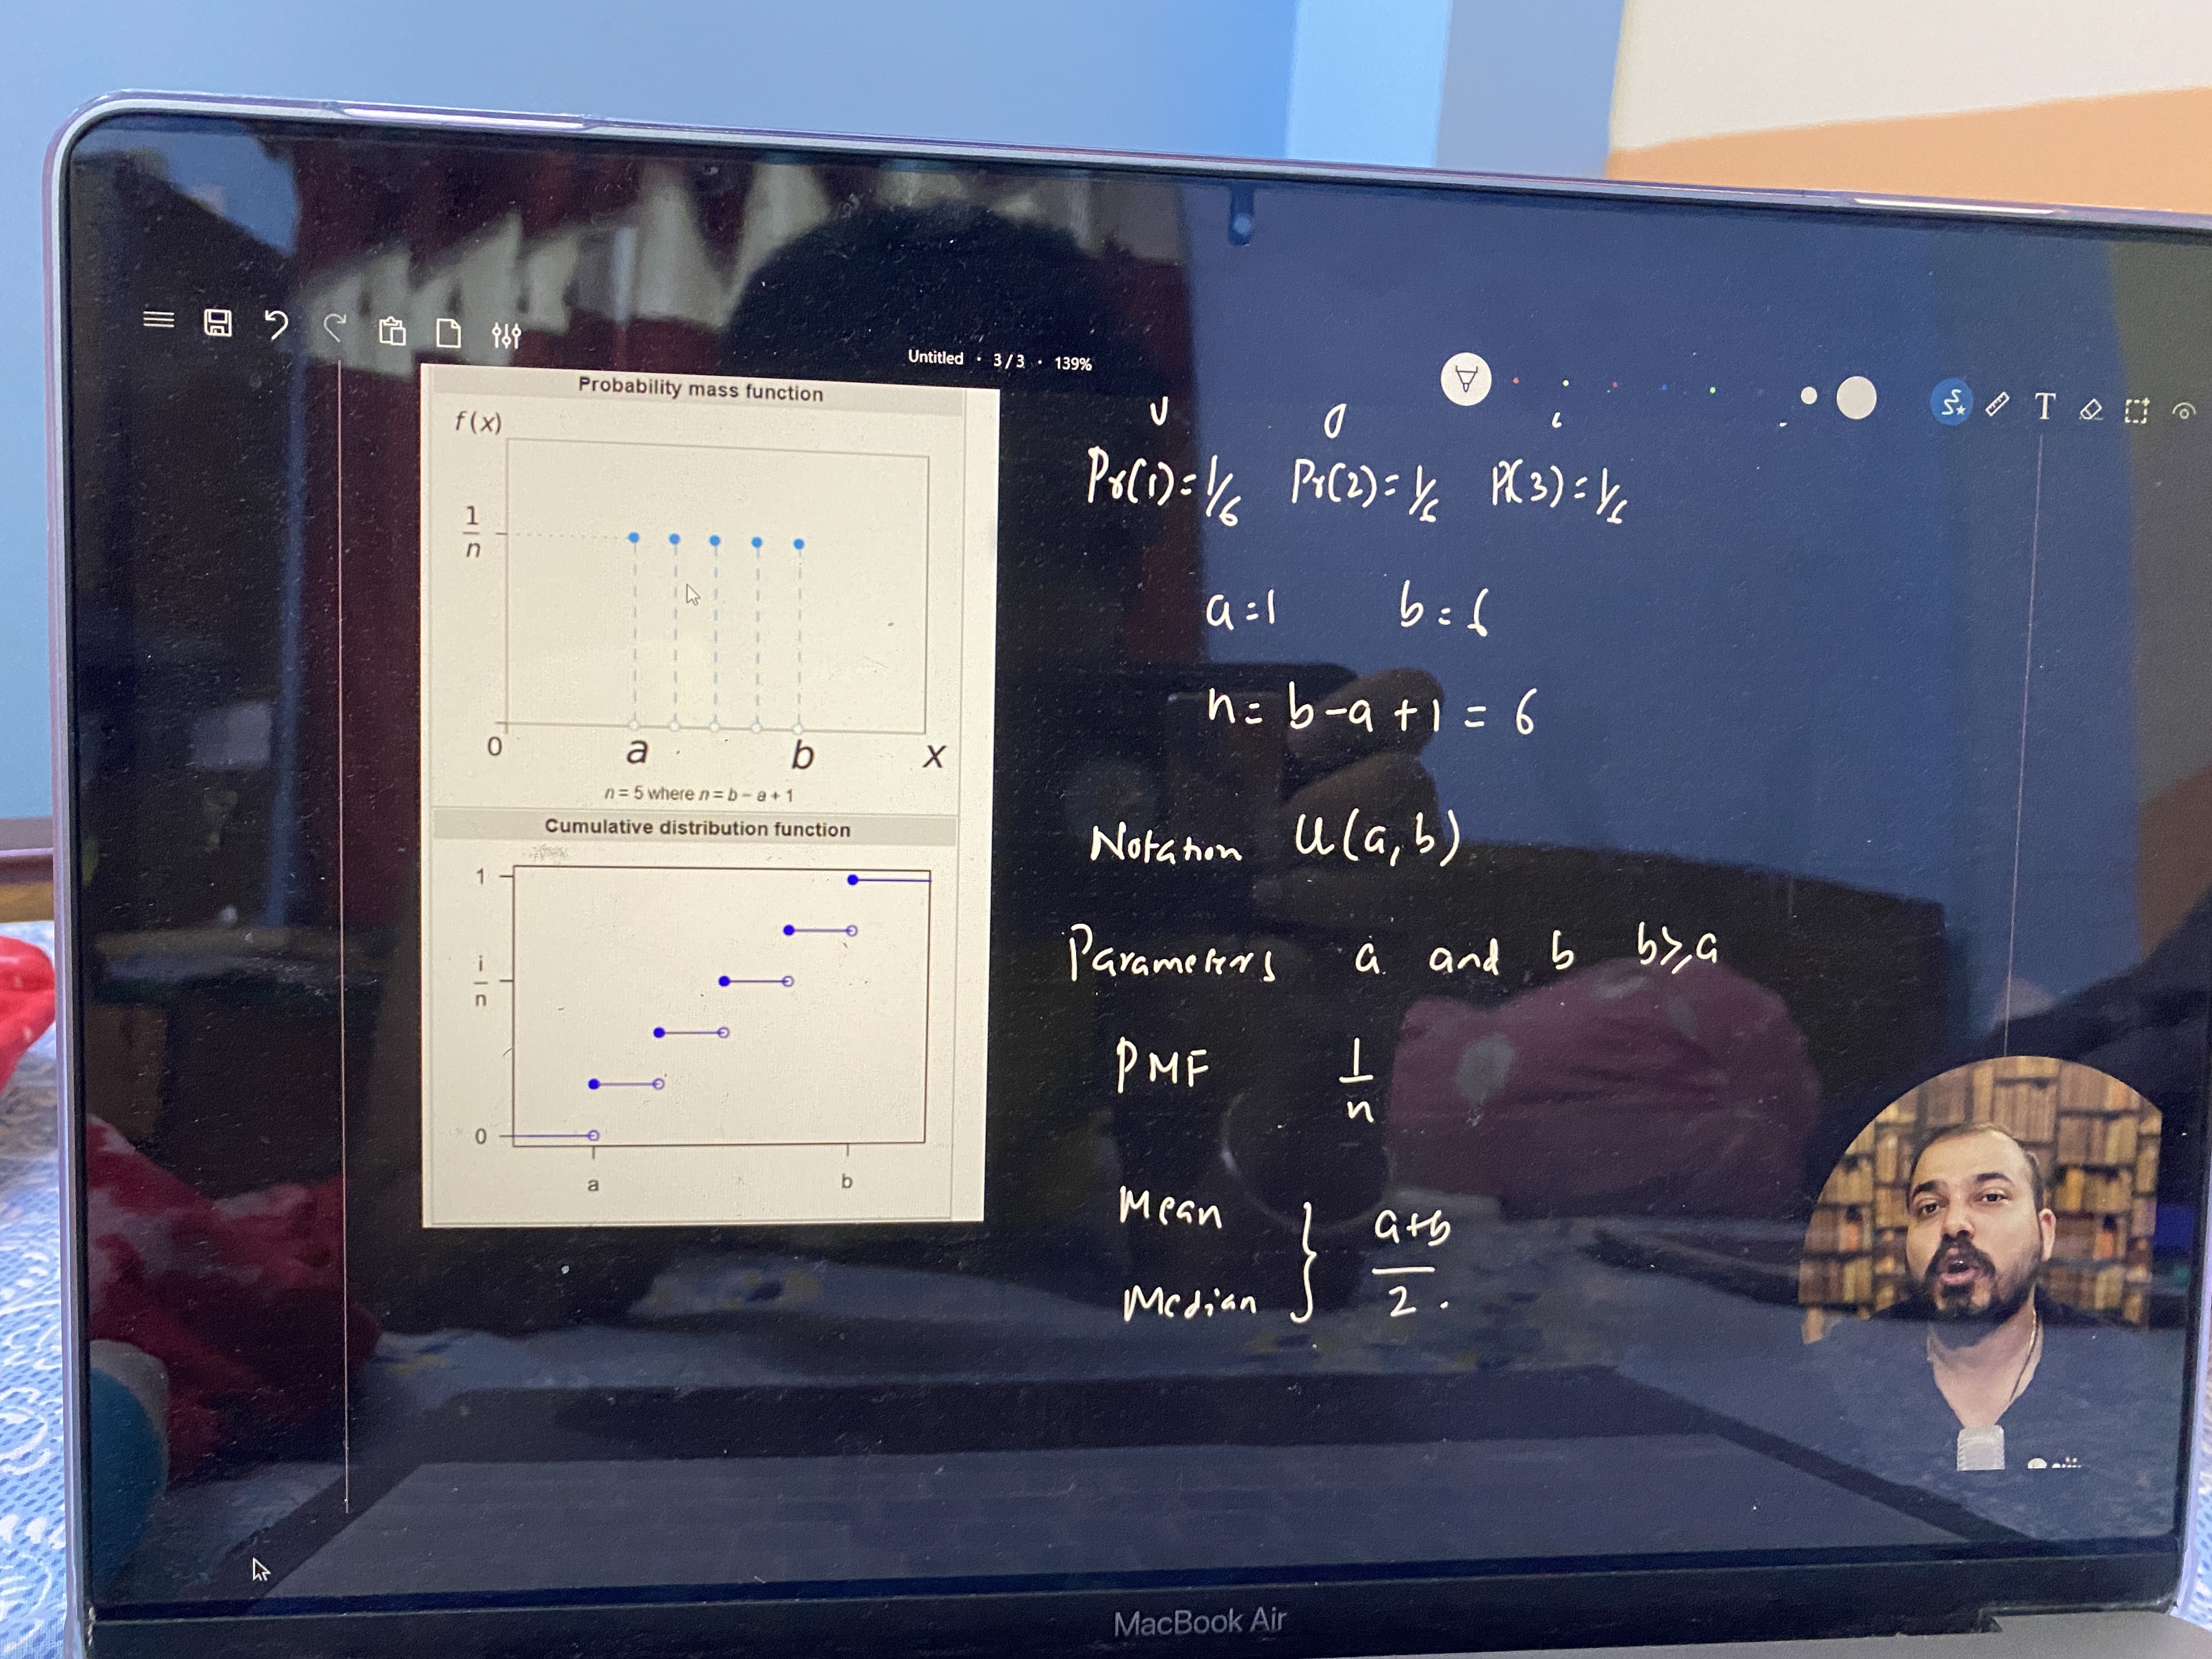 Untitled · 3 / 3 · 139%
Probability mass function
f(x)
1
n
0
a
b
x
n = 5 where n = b − a + 1
Cumulative distribution function
1
i
n
0
a
b
Pr(1) = 1/6 Pr(2) = 1/6 P(3) = 1/6
a = 1 b = 6
n = b - a + 1 = 6
Notation U(a, b)
Parameters a and b b ≥ a
PMF 1/n
Mean
Median } a+b/2.
T
MacBook Air